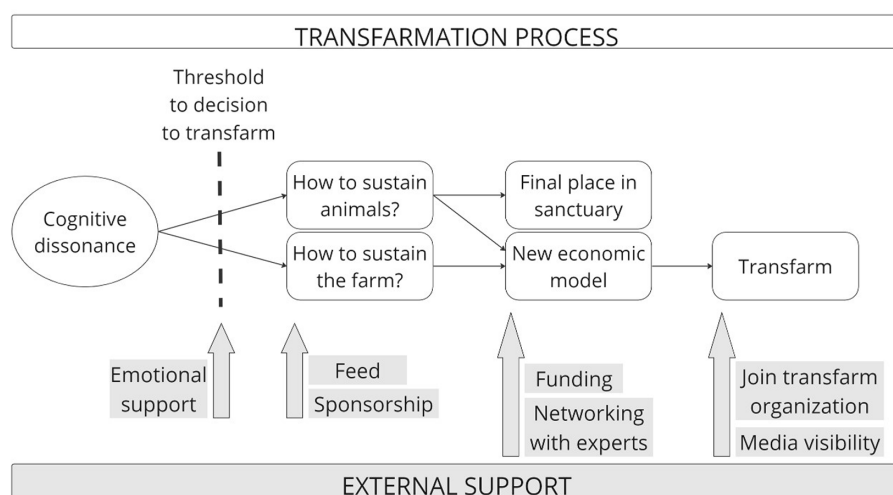 TRANSFARMATION PROCESS
Threshold
to decision
to transfarm
Cognitive
dissonance
How to sustain
animals?
Final place in
sanctuary
How to sustain
the farm?
New economic
model
Transfarm
Emotional
support
Feed
Sponsorship
Funding
Networking
with experts
Join transfarm
organization
Media visibility
EXTERNAL SUPPORT